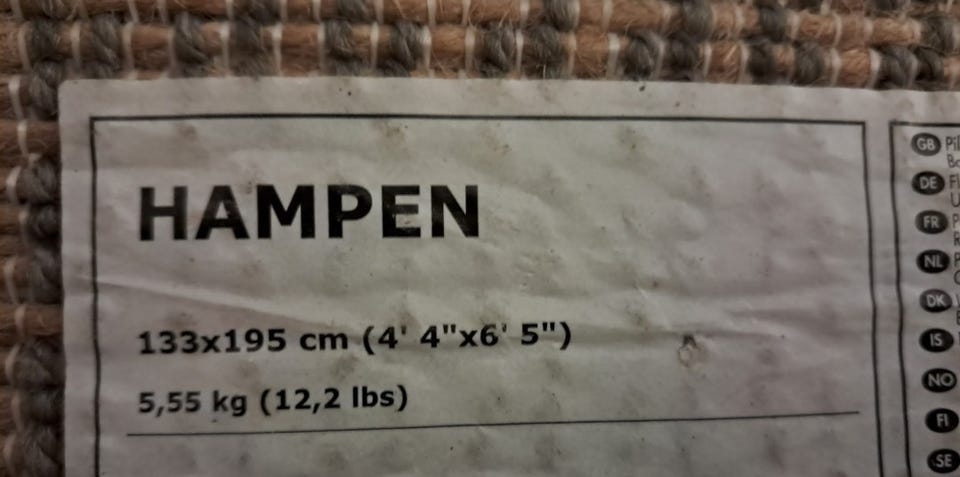 HAMPEN
133x195 cm (4' 4"x6' 5")
5,55 kg (12,2 lbs)
GB
DE
FR
NL
DK
IS
NO
FI
SE